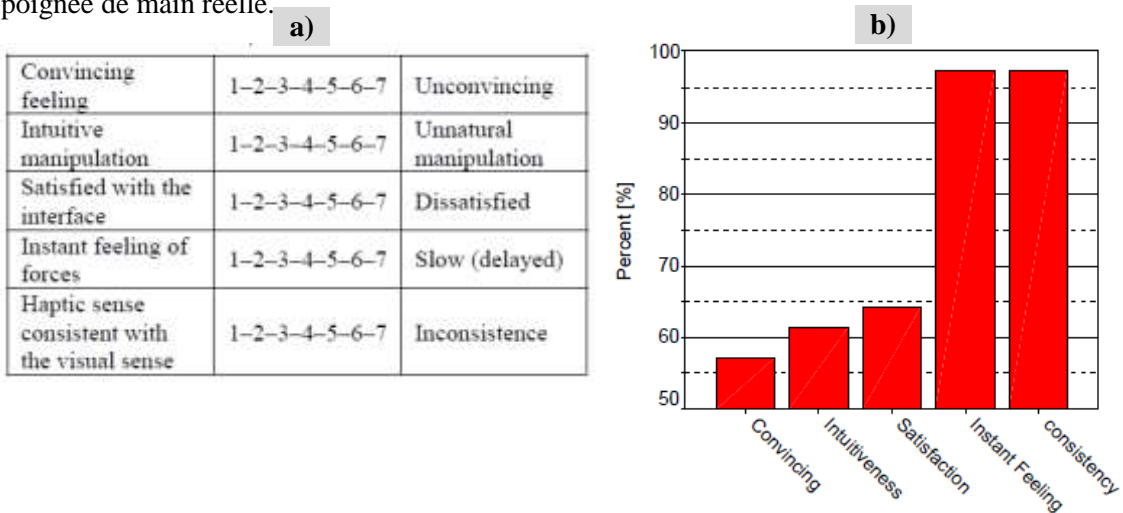 poignée de main réelle.
a)
Convincing
feeling
1–2–3–4–5–6–7
Unconvincing
Intuitive
manipulation
1–2–3–4–5–6–7
Unnatural
manipulation
Satisfied with the
interface
1–2–3–4–5–6–7
Dissatisfied
Instant feeling of
forces
1–2–3–4–5–6–7
Slow (delayed)
Haptic sense
consistent with
the visual sense
1–2–3–4–5–6–7
Inconsistence
b)
100
90
80
70
60
50
Percent [%]
Convincing
Intuitiveness
Satisfaction
Instant Feeling
consistency